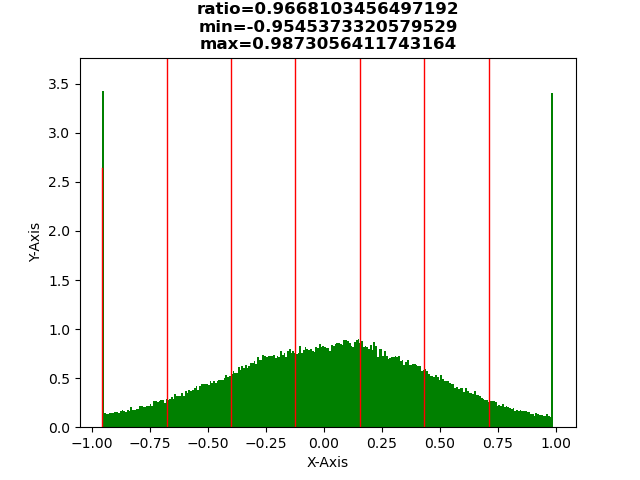 ratio=0.9668103456497192
min=-0.9545373320579529
max=0.9873056411743164
3.5
3.0
2.5
2.0
1.5
1.0
0.5
0.0
Y-Axis
−1.00 −0.75 −0.50 −0.25 0.00 0.25 0.50 0.75 1.00
X-Axis